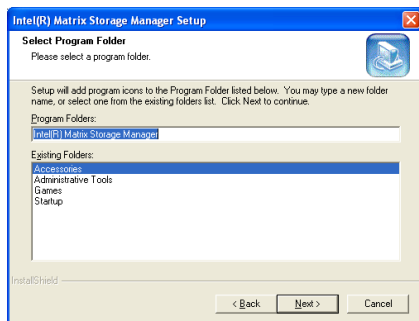 Intel(R) Matrix Storage Manager Setup
Select Program Folder
Please select a program folder.
Setup will add program icons to the Program Folder listed below. You may type a new folder
name, or select one from the existing folders list. Click Next to continue.
Program Folders:
Intel(R) Matrix Storage Manager
Existing Folders:
Accessories
Administrative Tools
Games
Startup
InstallShield
< Back
Next >
Cancel